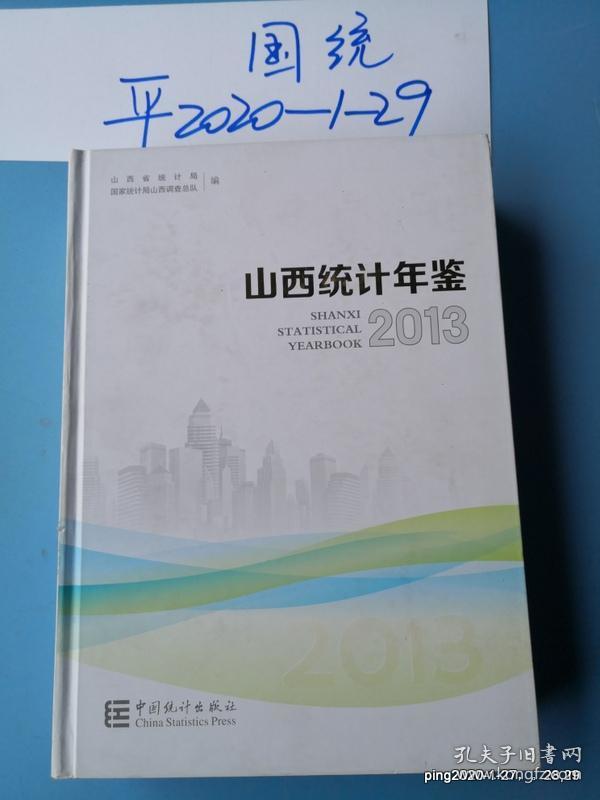 国统
平2020-1-29
山西省统计局
国家统计局山西调查总队
编
山西统计年鉴
SHANXI
STATISTICAL
YEARBOOK
2013
2013
中国统计出版社
China Statistics Press
孔夫子旧书网